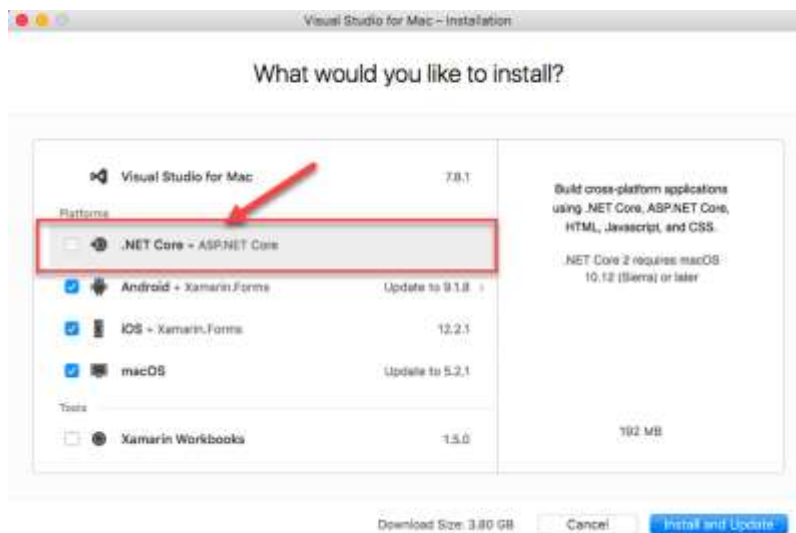 Visual Studio for Mac – Installation
What would you like to install?
Visual Studio for Mac 7.8.1
Platforms
.NET Core + ASP.NET Core
Android + Xamarin.Forms Update to 9.1.8
iOS + Xamarin.Forms 12.2.1
macOS Update to 5.2.1
Tools
Xamarin Workbooks 1.5.0
Build cross-platform applications
using .NET Core, ASP.NET Core,
HTML, Javascript, and CSS.
.NET Core 2 requires macOS
10.12 (Sierra) or later
192 MB
Download Size: 3.80 GB Cancel Install and Update